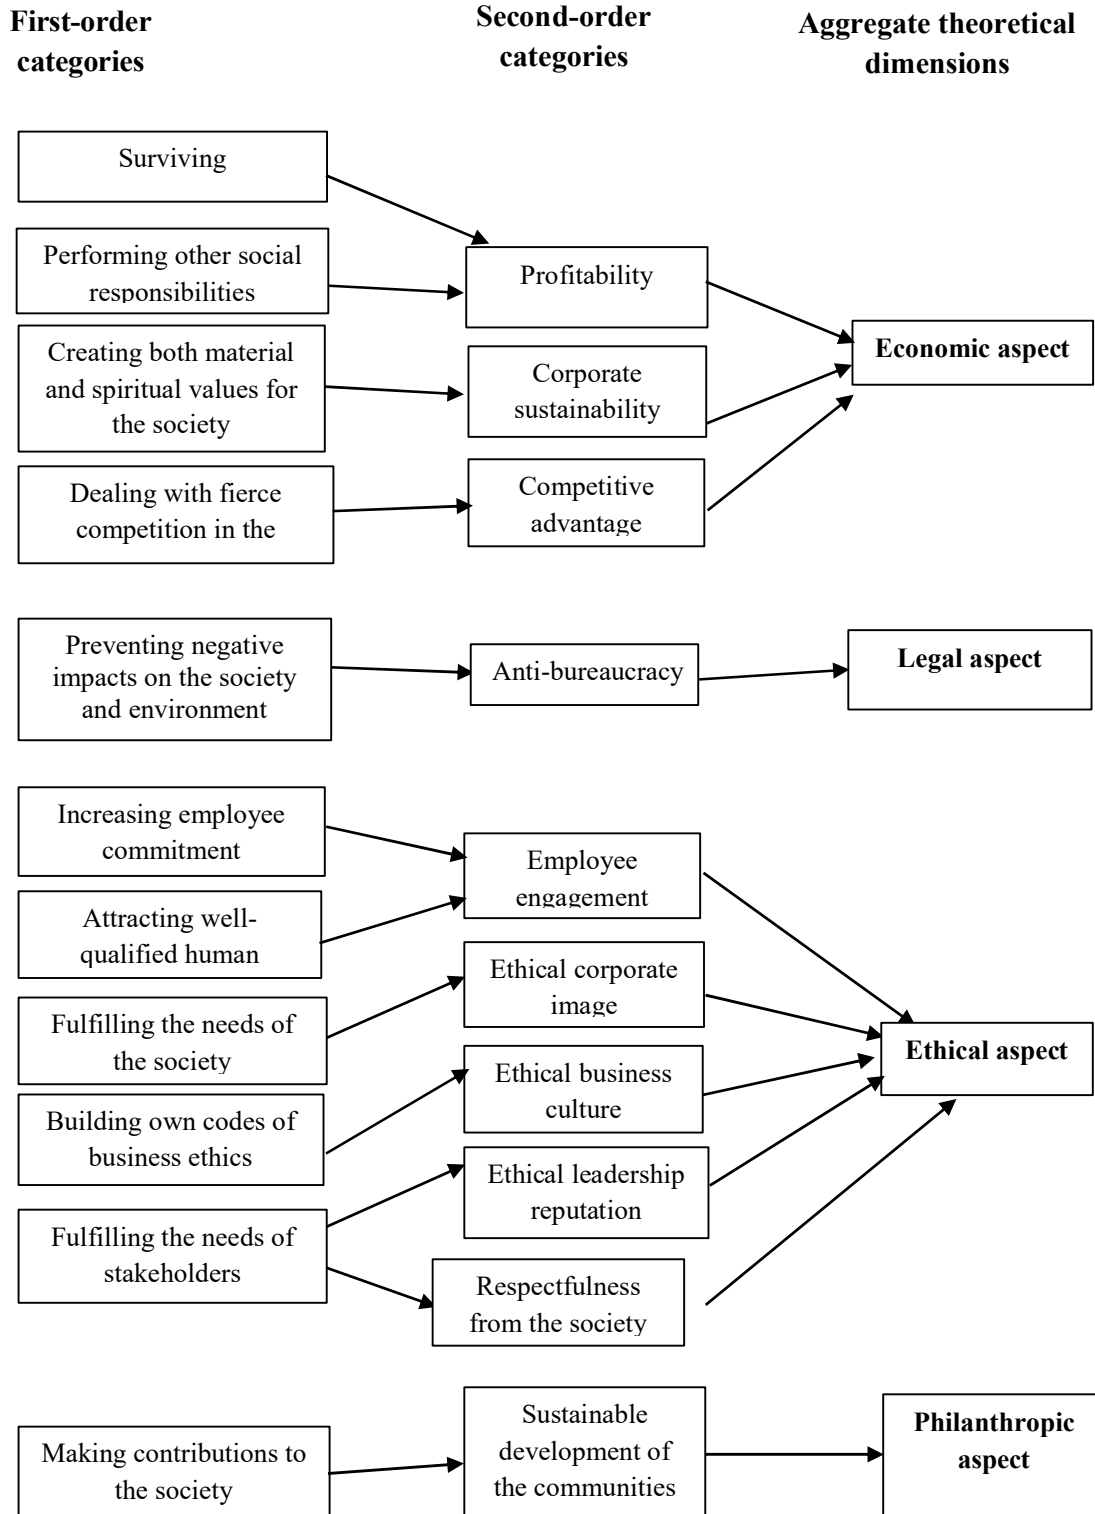 First-order
categories
Second-order
categories
Aggregate theoretical
dimensions
Surviving
Performing other social
responsibilities
Creating both material
and spiritual values for
the society
Dealing with fierce
competition in the
Profitability
Corporate
sustainability
Competitive
advantage
Economic aspect
Preventing negative
impacts on the society
and environment
Anti-bureaucracy
Legal aspect
Increasing employee
commitment
Attracting well-
qualified human
Fulfilling the needs of
the society
Building own codes of
business ethics
Fulfilling the needs of
stakeholders
Employee
engagement
Ethical corporate
image
Ethical business
culture
Ethical leadership
reputation
Respectfulness
from the society
Ethical aspect
Making contributions to
the society
Sustainable
development of
the communities
Philanthropic
aspect